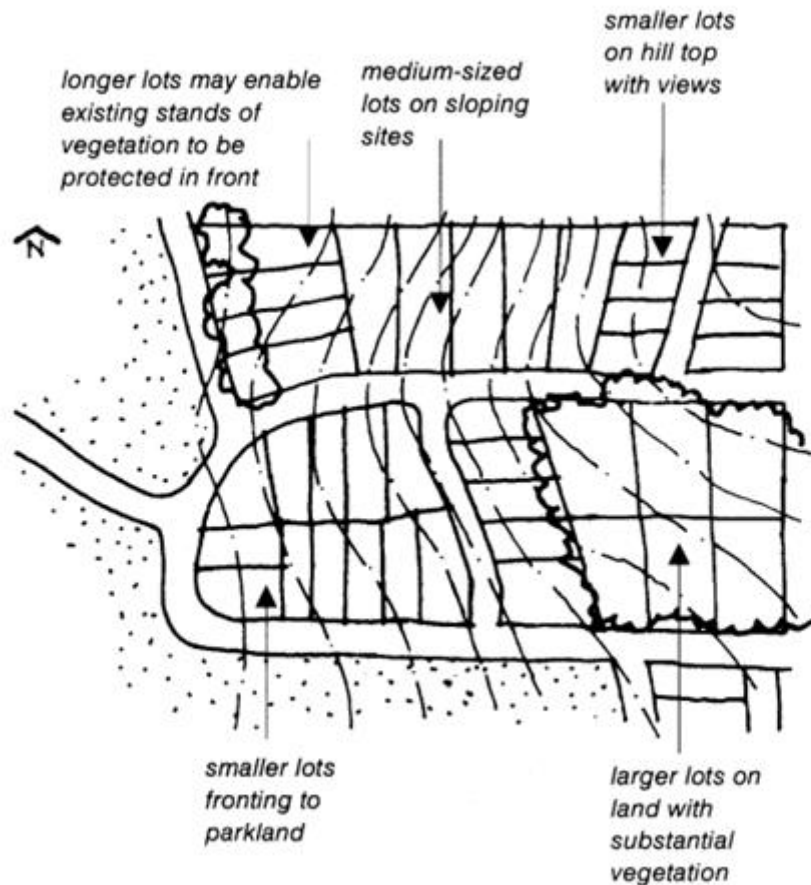 smaller lots
on hill top
with views
medium-sized
lots on sloping
sites
longer lots may enable
existing stands of
vegetation to be
protected in front
N
smaller lots
fronting to
parkland
larger lots on
land with
substantial
vegetation